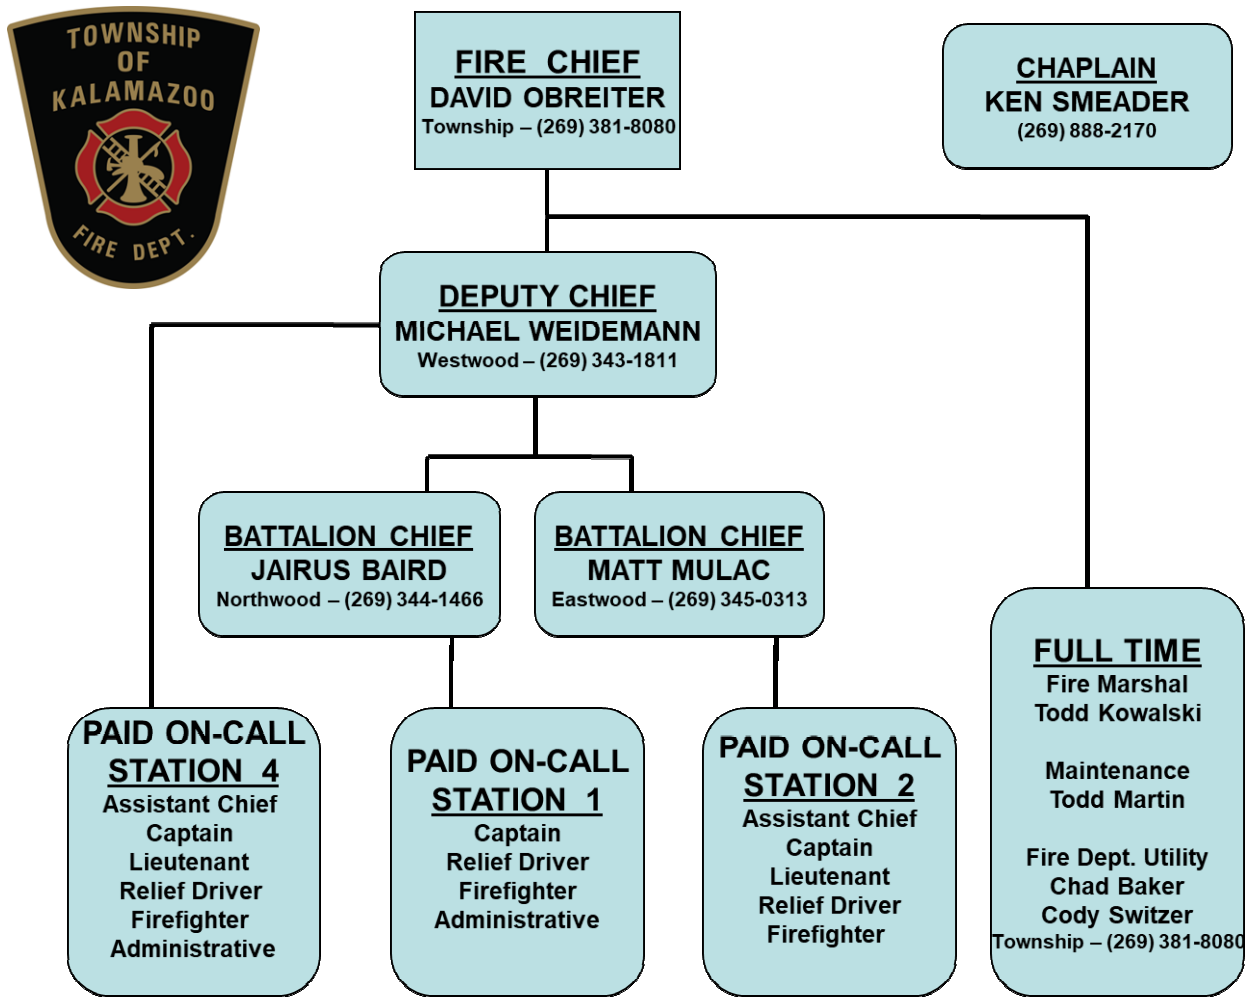 TOWNSHIP
OF
KALAMAZOO
FIRE DEPT.
FIRE CHIEF
DAVID OBREITER
Township – (269) 381-8080
CHAPLAIN
KEN SMEADER
(269) 888-2170
DEPUTY CHIEF
MICHAEL WEIDEMANN
Westwood – (269) 343-1811
BATTALION CHIEF
JAIRUS BAIRD
Northwood – (269) 344-1466
BATTALION CHIEF
MATT MULAC
Eastwood – (269) 345-0313
PAID ON-CALL
STATION 4
Assistant Chief
Captain
Lieutenant
Relief Driver
Firefighter
Administrative
PAID ON-CALL
STATION 1
Captain
Relief Driver
Firefighter
Administrative
PAID ON-CALL
STATION 2
Assistant Chief
Captain
Lieutenant
Relief Driver
Firefighter
FULL TIME
Fire Marshal
Todd Kowalski
Maintenance
Todd Martin
Fire Dept. Utility
Chad Baker
Cody Switzer
Township – (269) 381-8080